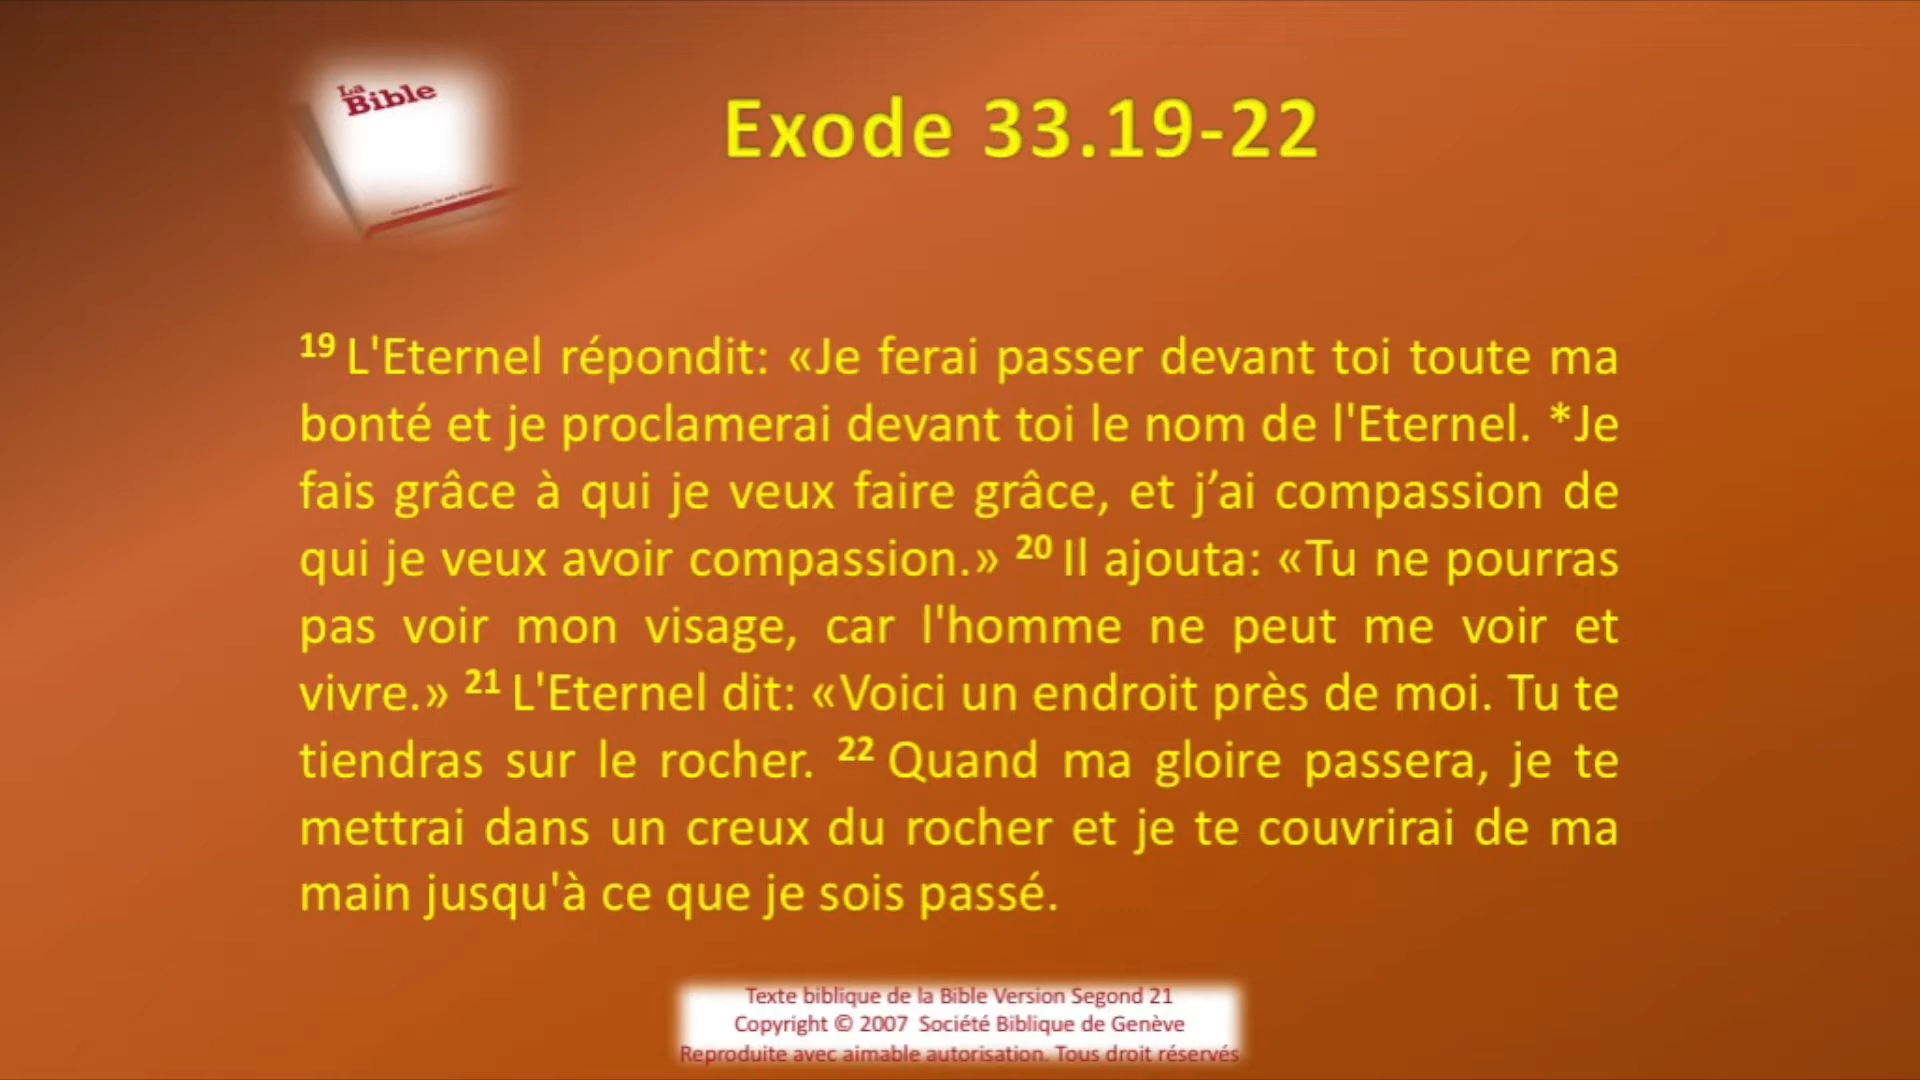 La
Bible
Exode 33.19-22
19 L'Eternel répondit: «Je ferai passer devant toi toute ma
bonté et je proclamerai devant toi le nom de l'Eternel. *Je
fais grâce à qui je veux faire grâce, et j’ai compassion de
qui je veux avoir compassion.» 20 Il ajouta: «Tu ne pourras
pas voir mon visage, car l'homme ne peut me voir et
vivre.» 21 L'Eternel dit: «Voici un endroit près de moi. Tu te
tiendras sur le rocher. 22 Quand ma gloire passera, je te
mettrai dans un creux du rocher et je te couvrirai de ma
main jusqu'à ce que je sois passé.
Texte biblique de la Bible Version Segond 21
Copyright © 2007 Société Biblique de Genève
Reproduite avec aimable autorisation. Tous droit réservés